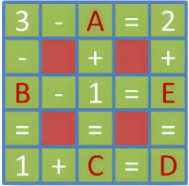 3 - A = 2
- + +
B - 1 = E
= = =
1 + C = D